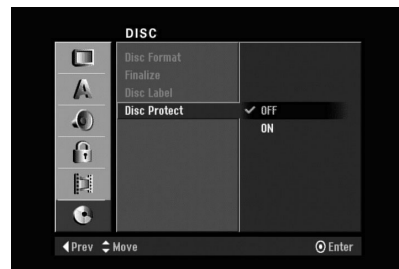 DISC
Disc Format
Finalize
Disc Label
Disc Protect
OFF
ON
Prev Move Enter